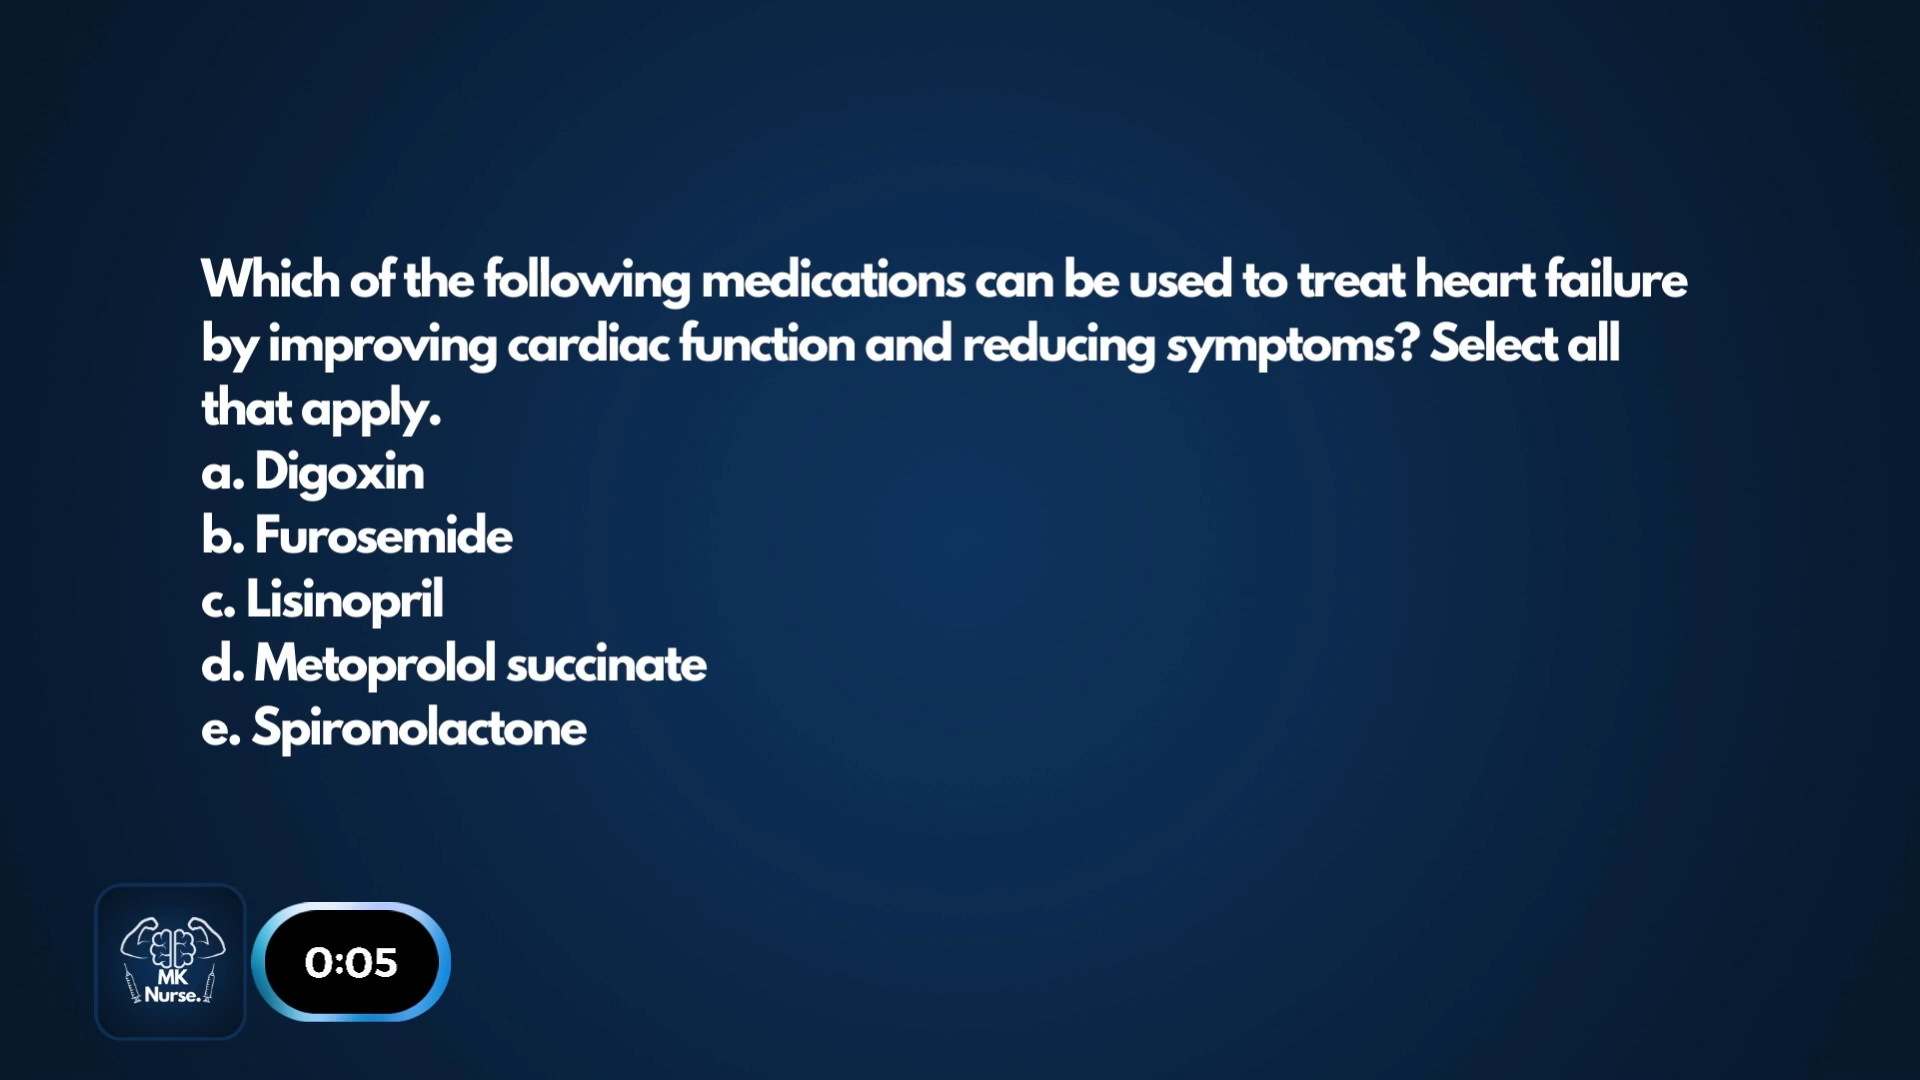 Which of the following medications can be used to treat heart failure
by improving cardiac function and reducing symptoms? Select all
that apply.
a. Digoxin
b. Furosemide
c. Lisinopril
d. Metoprolol succinate
e. Spironolactone
MK
Nurse.
0:05